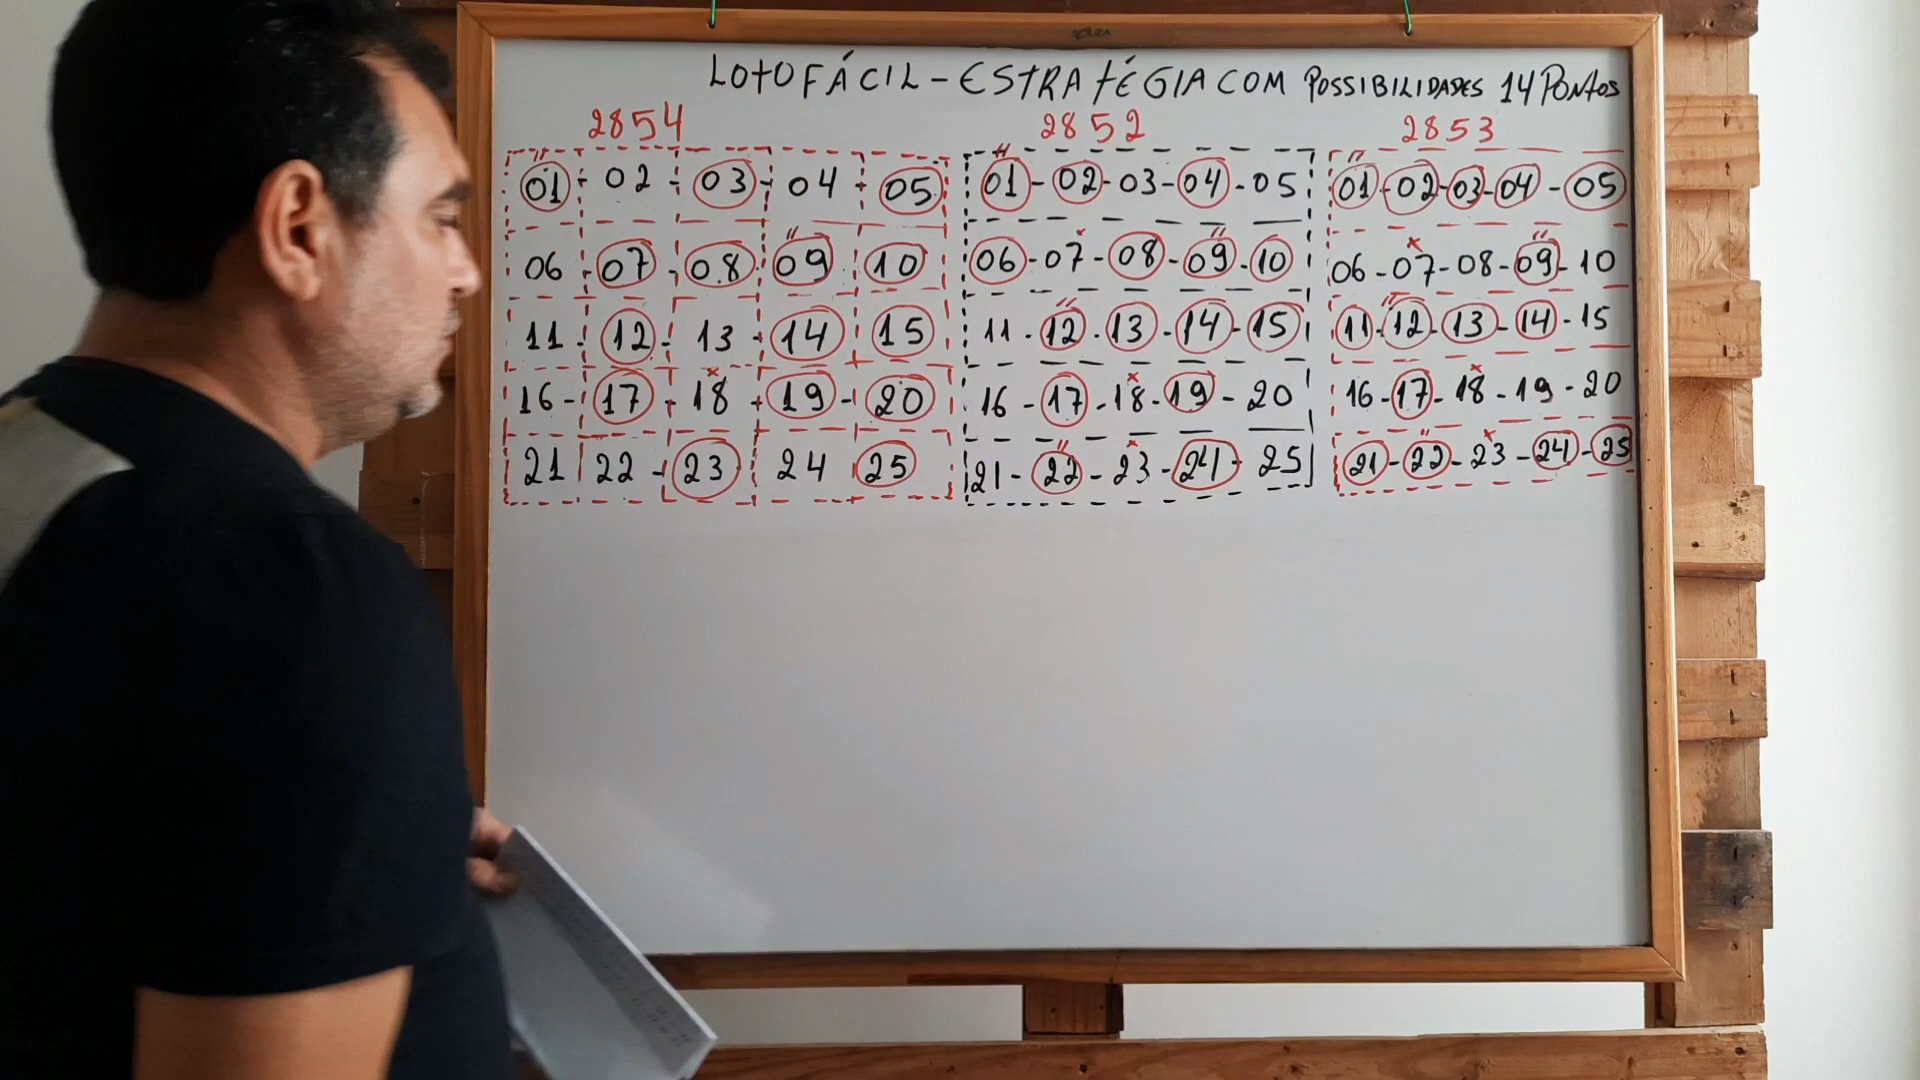 LOTOFÁCIL - ESTRATÉGIA COM POSSIBILIDADES 14 PONTOS
2854
01 - 02 - 03 - 04 - 05
06 - 07 - 08 09 10
11 - 12 - 13 - 14 - 15
16 - 17 - 18 - 19 - 20
21 22 - 23 24 25
2852
01 - 02 - 03 - 04 - 05
06 - 07 - 08 - 09 - 10
11 - 12 - 13 - 14 - 15
16 - 17 - 18 - 19 - 20
21 - 22 - 23 - 24 - 25
2853
01 - 02 - 03 - 04 - 05
06 - 07 - 08 - 09 - 10
11 - 12 - 13 - 14 - 15
16 - 17 - 18 - 19 - 20
21 - 22 - 23 - 24 - 25